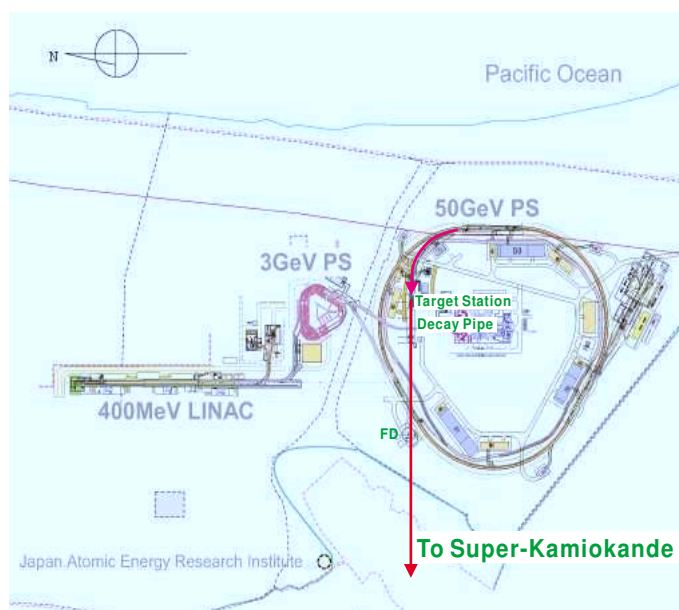 N
Pacific Ocean
50GeV PS
3GeV PS
Target Station
Decay Pipe
400MeV LINAC
FD
To Super-Kamiokande
Japan Atomic Energy Research Institute